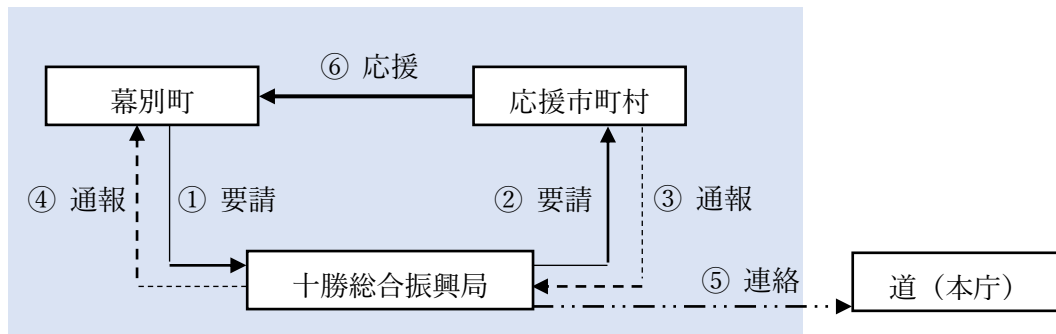 ⑥ 応援
幕別町
応援市町村
④ 通報
① 要請
② 要請
③ 通報
十勝総合振興局
⑤ 連絡
道（本庁）